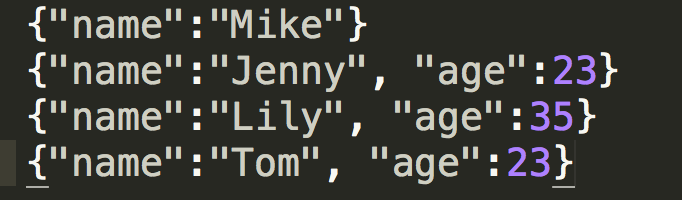 {"name":"Mike"}
{"name":"Jenny", "age":23}
{"name":"Lily", "age":35}
{"name":"Tom", "age":23}